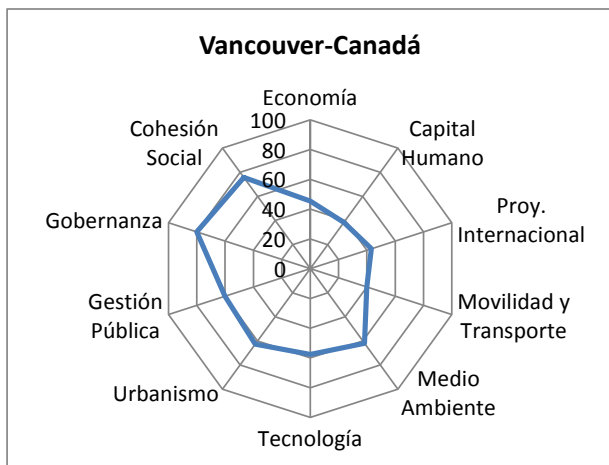 Vancouver-Canadá
Economía
Capital
Humano
Proy.
Internacional
Movilidad y
Transporte
Medio
Ambiente
Tecnología
Urbanismo
Gestión
Pública
Gobernanza
Cohesión
Social
100
80
60
40
20
0